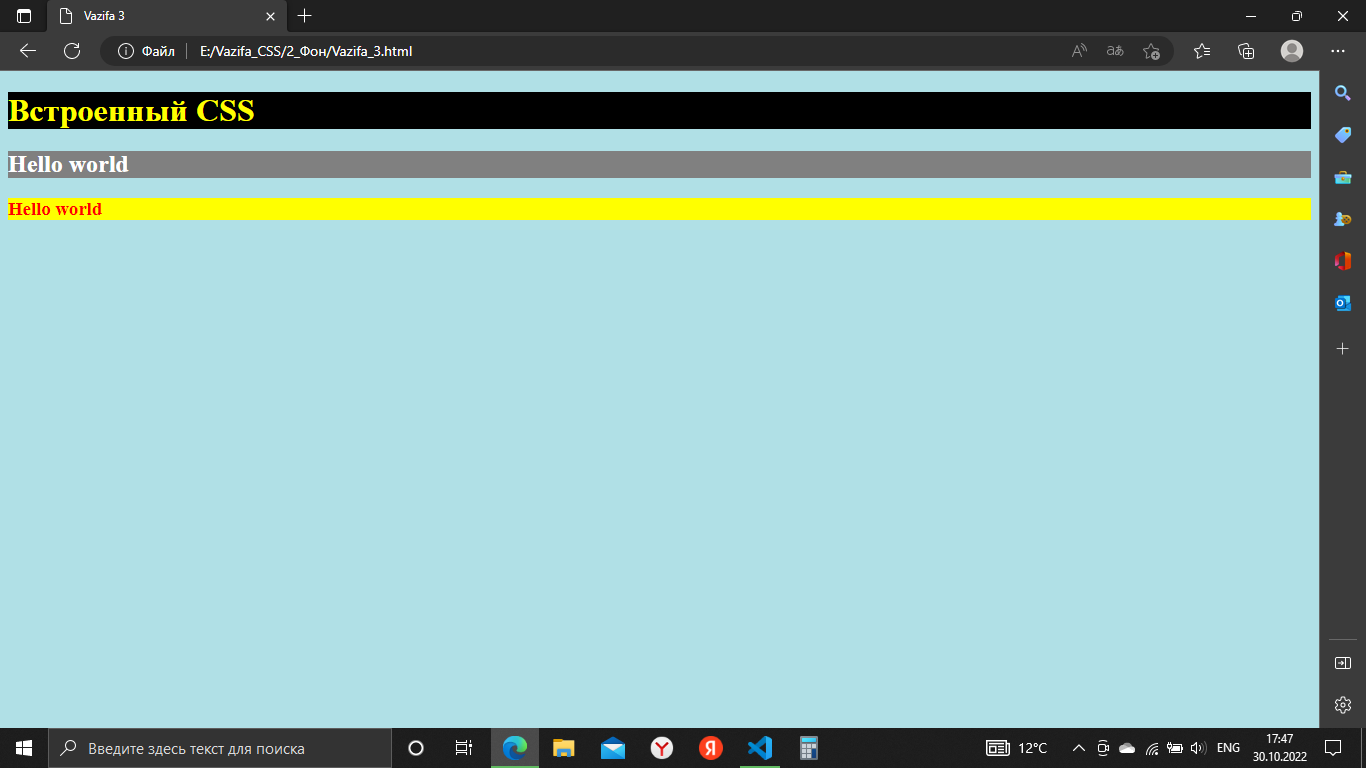 Vazifa 3
Файл
E:/Vazifa_CSS/2_Фон/Vazifa_3.html
Встроенный CSS
Hello world
Hello world
Введите здесь текст для поиска
12°C
ENG
17:47
30.10.2022